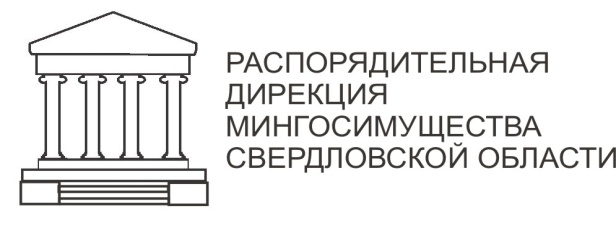 РАСПОРЯДИТЕЛЬНАЯ
ДИРЕКЦИЯ
МИНГОСИМУЩЕСТВА
СВЕРДЛОВСКОЙ ОБЛАСТИ